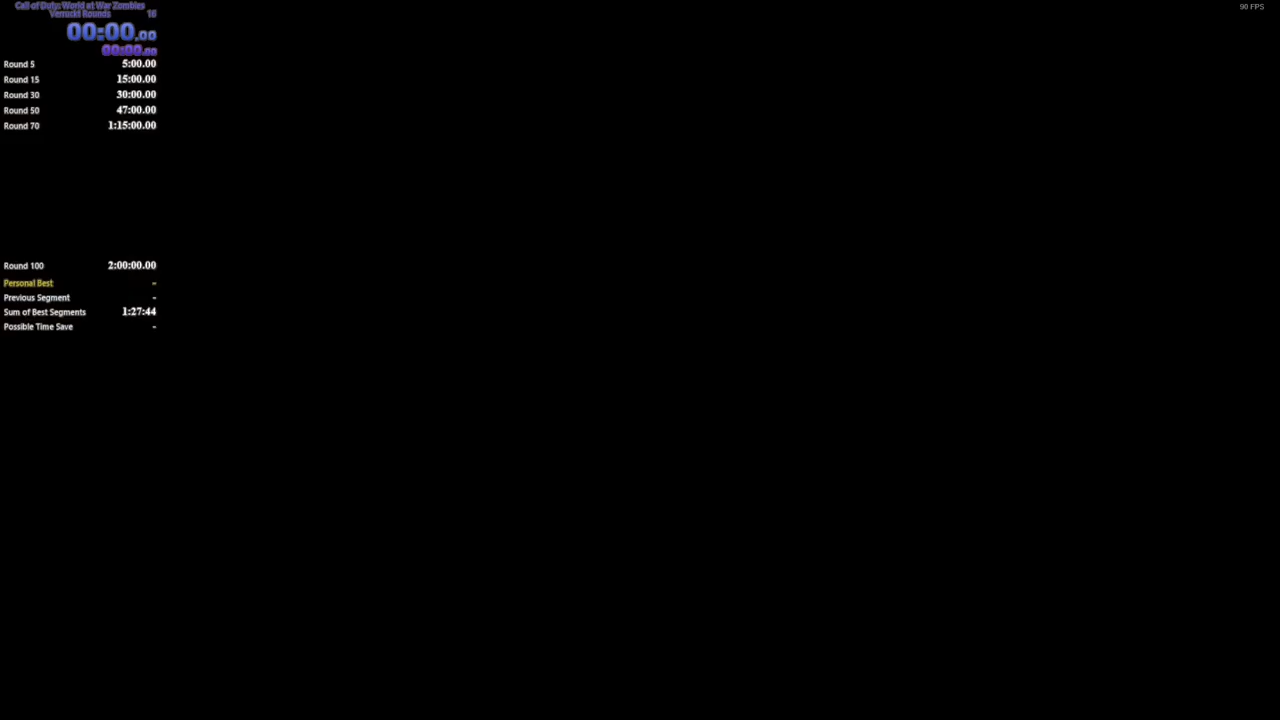 Call of Duty: World at War Zombies
Verruckt Rounds 16
00:00.00
00:00.00
Round 5 5:00.00
Round 15 15:00.00
Round 30 30:00.00
Round 50 47:00.00
Round 70 1:15:00.00
Round 100 2:00:00.00
Personal Best -
Previous Segment -
Sum of Best Segments 1:27:44
Possible Time Save -
90 FPS